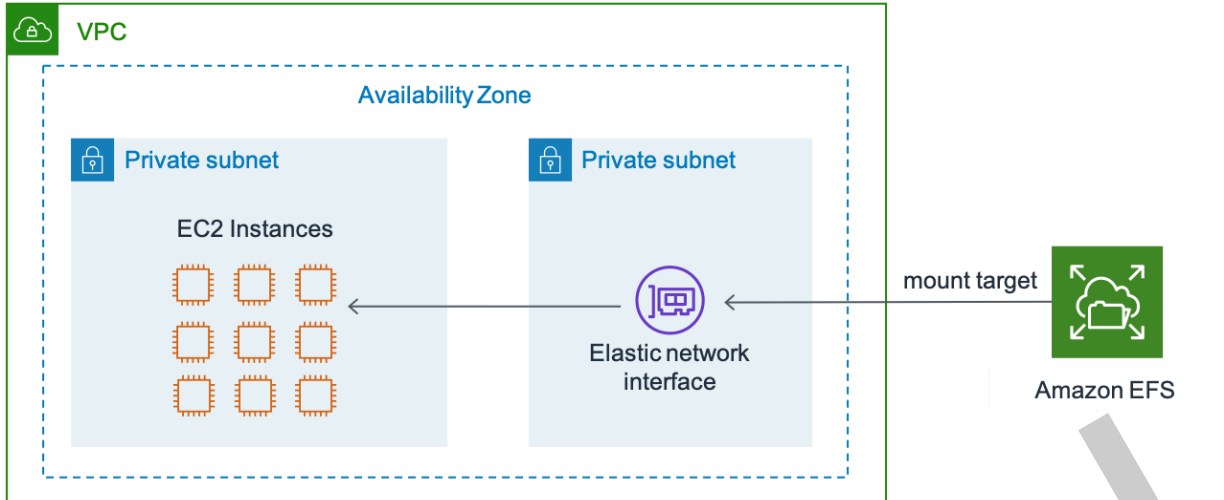 VPC
Availability Zone
Private subnet
Private subnet
EC2 Instances
mount target
Elastic network
interface
Amazon EFS